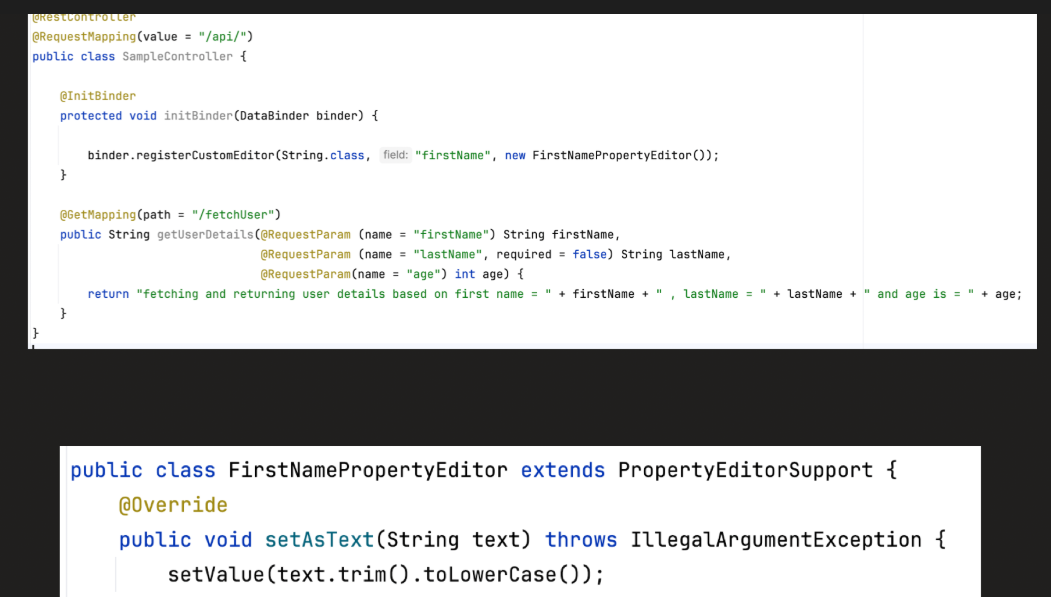 @RestController
@RequestMapping(value = "/api/")
public class SampleController {
@InitBinder
protected void initBinder(DataBinder binder) {
binder.registerCustomEditor(String.class, field: "firstName", new FirstNamePropertyEditor());
}
@GetMapping(path = "/fetchUser")
public String getUserDetails(@RequestParam (name = "firstName") String firstName,
@RequestParam (name = "lastName", required = false) String lastName,
@RequestParam(name = "age") int age) {
return "fetching and returning user details based on first name = " + firstName + " , lastName = " + lastName + " and age is = " + age;
}
}
public class FirstNamePropertyEditor extends PropertyEditorSupport {
@Override
public void setAsText(String text) throws IllegalArgumentException {
setValue(text.trim().toLowerCase());